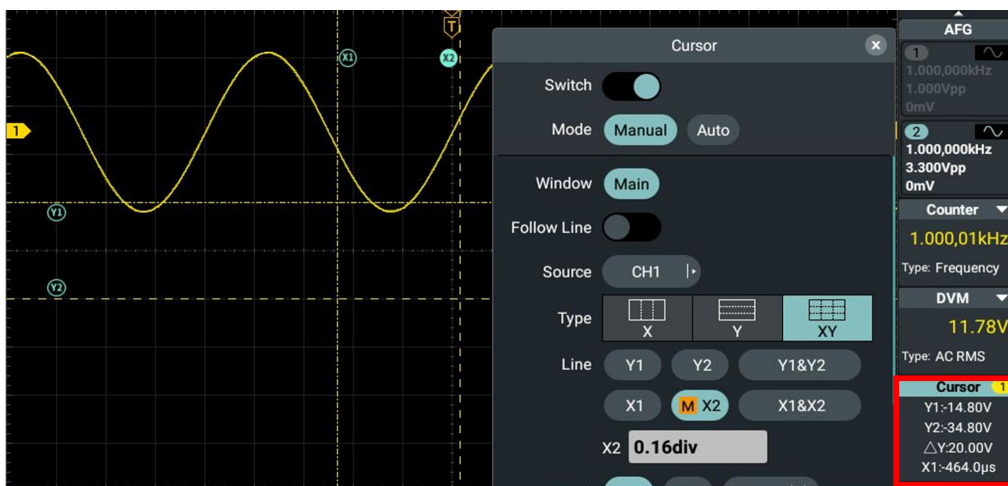 T
X1
X2
1
Y1
Y2
Cursor
x
Switch
Mode Manual Auto
Window Main
Follow Line
Source CH1
Type X Y XY
Line Y1 Y2 Y1&Y2
X1 M X2 X1&X2
X2 0.16div
AFG
1
1.000,000kHz
1.000Vpp
0mV
2
1.000,000kHz
3.300Vpp
0mV
Counter
1.000,01kHz
Type: Frequency
DVM
11.78V
Type: AC RMS
Cursor 1
Y1:-14.80V
Y2:-34.80V
△Y:20.00V
X1:-464.0μs